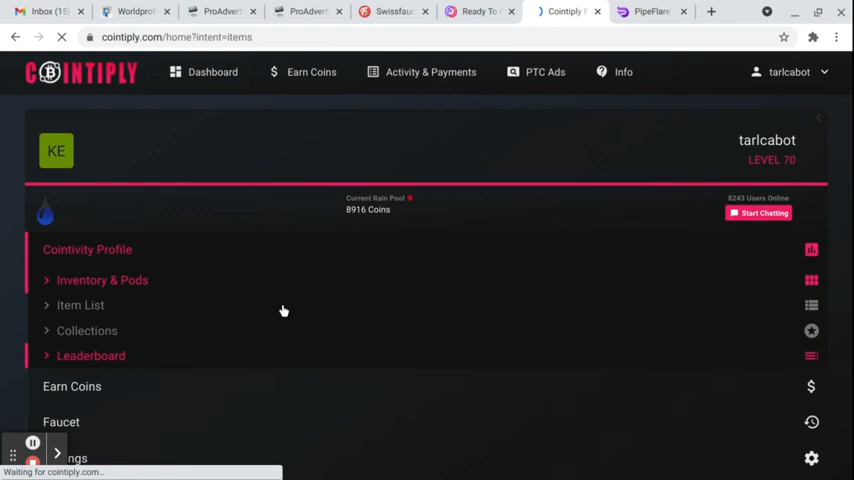 Inbox (15)
Worldprof
ProAdvert
ProAdvert
Swissfauc
Ready To
Cointiply
PipeFlare
cointiply.com/home?intent=items
COINTIPLY
Dashboard
Earn Coins
Activity & Payments
PTC Ads
Info
tarlcabot
KE
tarlcabot
LEVEL 70
Current Rain Pool
8916 Coins
8243 Users Online
Start Chatting
Cointivity Profile
Inventory & Pods
Item List
Collections
Leaderboard
Earn Coins
Faucet
ngs
Waiting for cointiply.com...